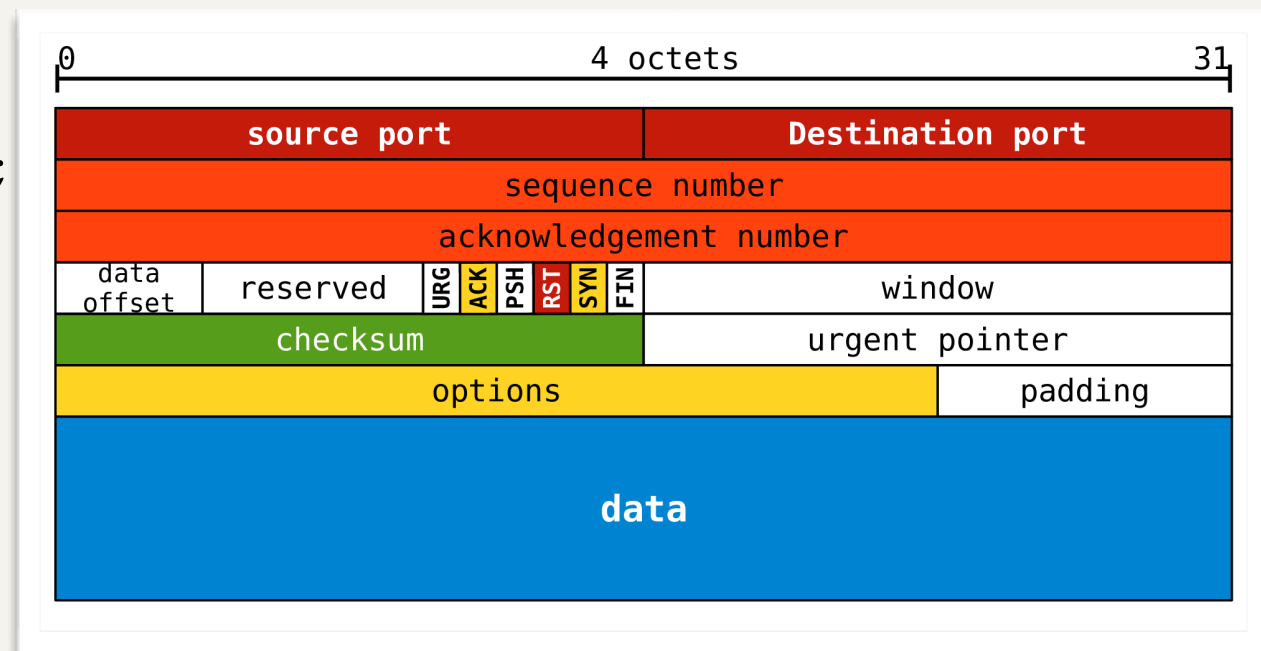 0 4 octets 31
source port Destination port
sequence number
acknowledgement number
data
offset
reserved URG ACK PSH RST SYN FIN window
checksum urgent pointer
options padding
data